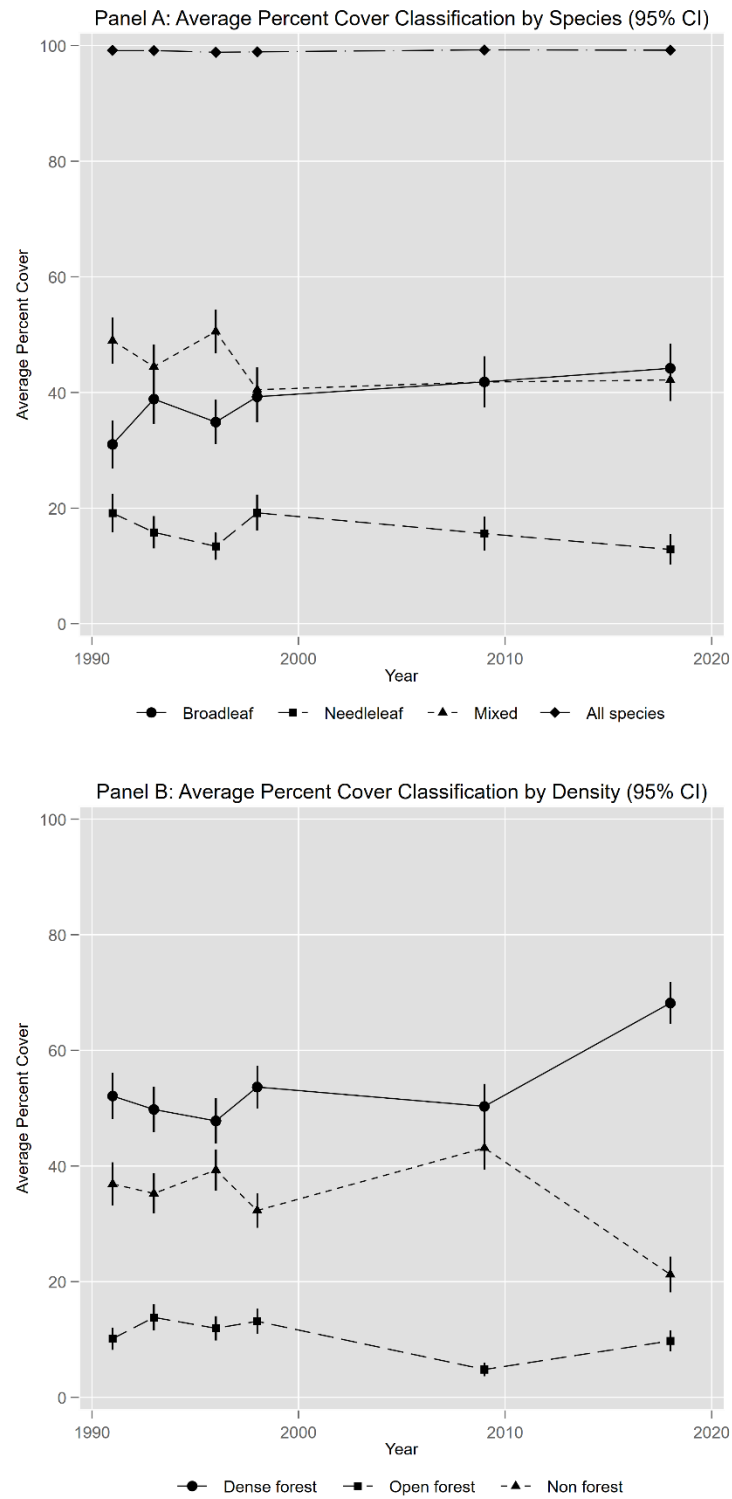 Panel A: Average Percent Cover Classification by Species (95% CI)
100
80
60
40
20
0
Average Percent Cover
1990 2000 2010 2020
Year
Broadleaf Needleleaf Mixed All species
Panel B: Average Percent Cover Classification by Density (95% CI)
100
80
60
40
20
0
Average Percent Cover
1990 2000 2010 2020
Year
Dense forest Open forest Non forest